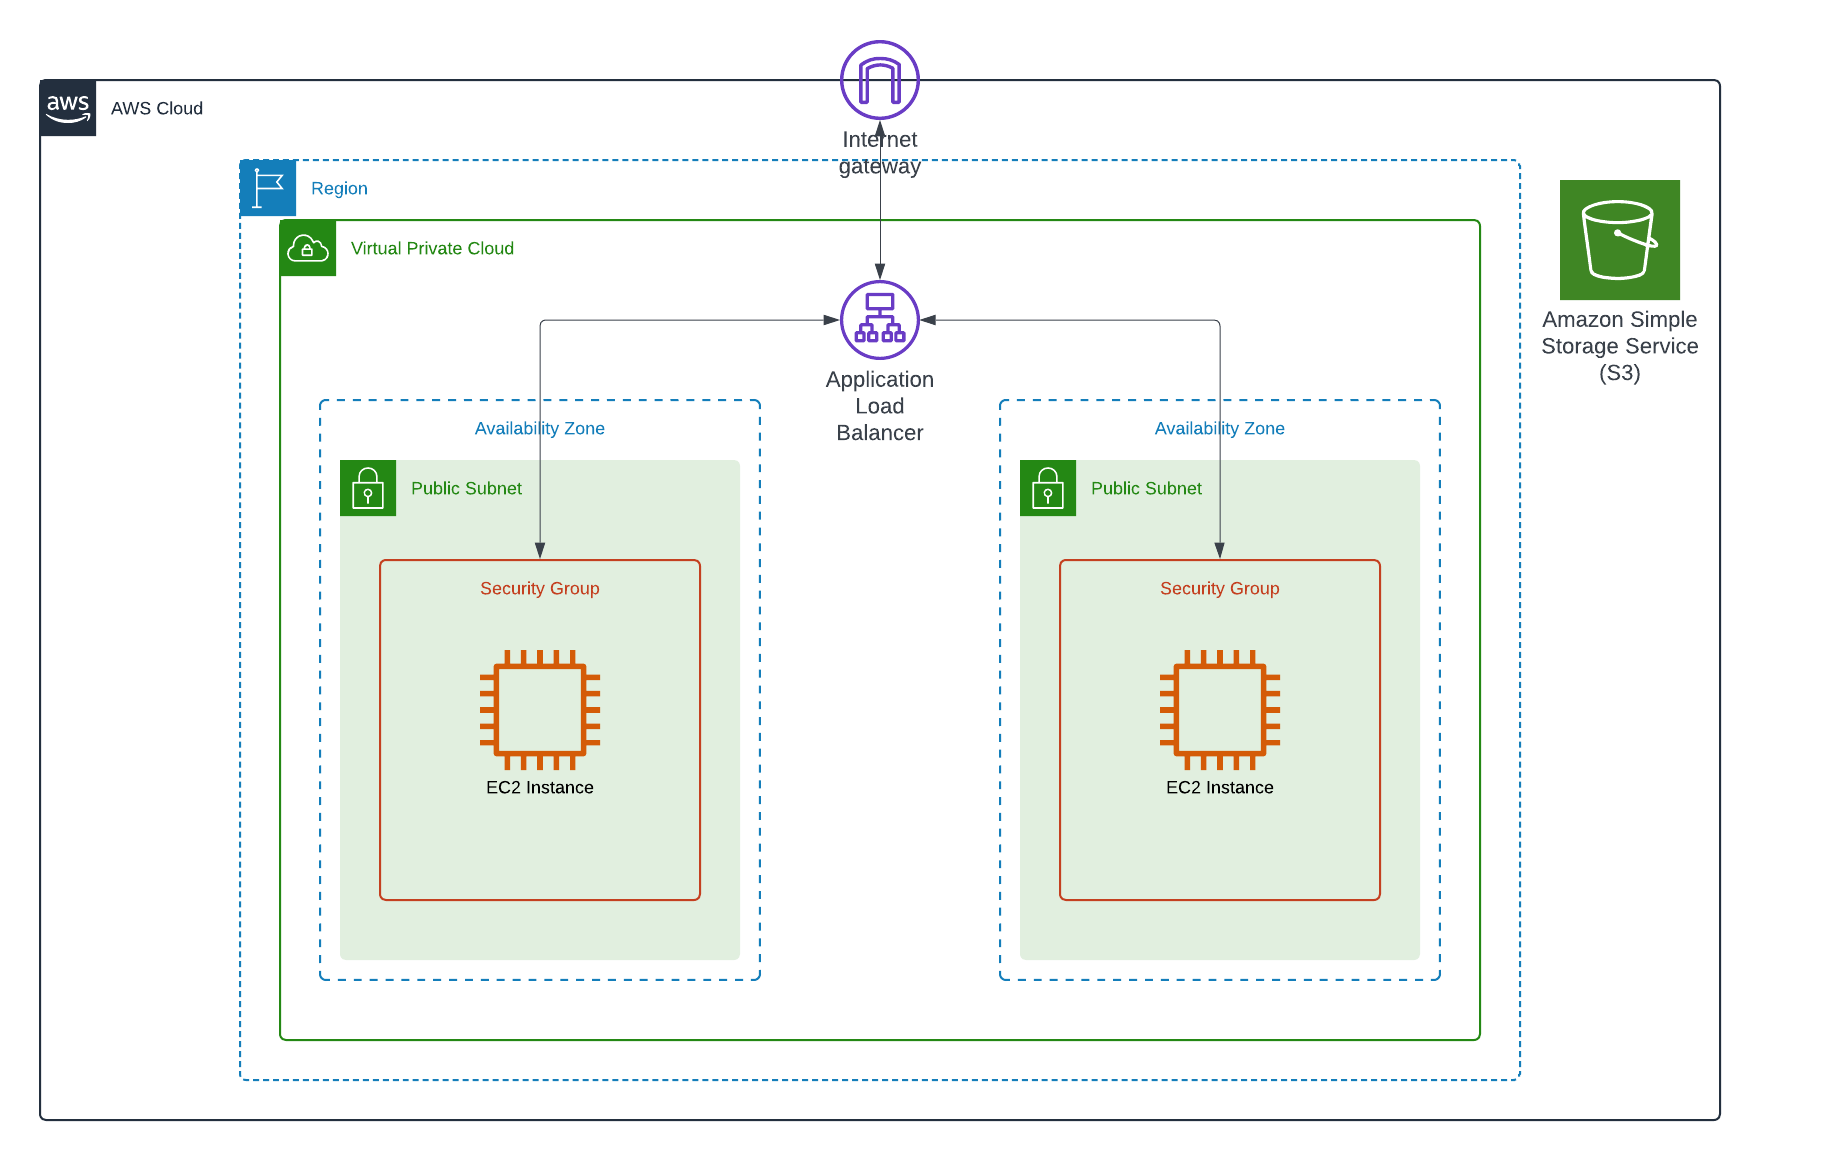 aws
AWS Cloud
Internet
gateway
Region
Virtual Private Cloud
Amazon Simple
Storage Service
(S3)
Application
Load
Balancer
Availability Zone
Availability Zone
Public Subnet
Public Subnet
Security Group
Security Group
EC2 Instance
EC2 Instance